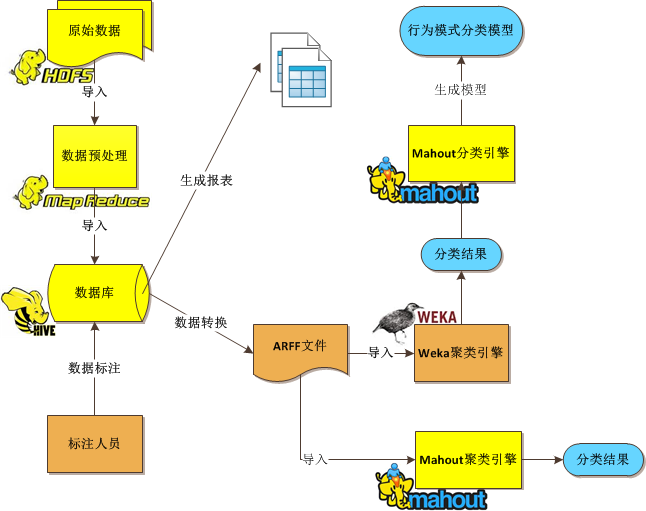 原始数据
HDFS
导入
数据预处理
Map Reduce
导入
数据库
HIVE
数据标注
标注人员
生成报表
数据转换
ARFF文件
导入
WEKA
Weka聚类引擎
分类结果
Mahout分类引擎
mahout
生成模型
行为模式分类模型
导入
Mahout聚类引擎
mahout
分类结果